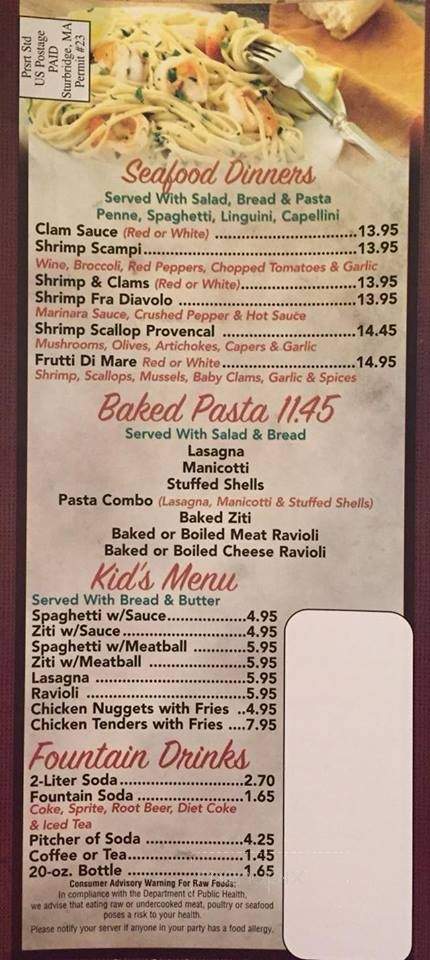 Prsrt Std
US Postage
PAID
Sturbridge, MA
Permit #23
Seafood Dinners
Served With Salad, Bread & Pasta
Penne, Spaghetti, Linguini, Capellini
Clam Sauce (Red or White) ..........................13.95
Shrimp Scampi.......................................13.95
Wine, Broccoli, Red Peppers, Chopped Tomatoes & Garlic
Shrimp & Clams (Red or White).....................13.95
Shrimp Fra Diavolo .................................13.95
Marinara Sauce, Crushed Pepper & Hot Sauce
Shrimp Scallop Provencal .........................14.45
Mushrooms, Olives, Artichokes, Capers & Garlic
Frutti Di Mare Red or White.........................14.95
Shrimp, Scallops, Mussels, Baby Clams, Garlic & Spices
Baked Pasta 11.45
Served With Salad & Bread
Lasagna
Manicotti
Stuffed Shells
Pasta Combo (Lasagna, Manicotti & Stuffed Shells)
Baked Ziti
Baked or Boiled Meat Ravioli
Baked or Boiled Cheese Ravioli
Kid's Menu
Served With Bread & Butter
Spaghetti w/Sauce..............4.95
Ziti w/Sauce......................4.95
Spaghetti w/Meatball ..........5.95
Ziti w/Meatball .................5.95
Lasagna ...........................5.95
Ravioli ............................5.95
Chicken Nuggets with Fries ..4.95
Chicken Tenders with Fries ....7.95
Fountain Drinks
2-Liter Soda.......................2.70
Fountain Soda ...................1.65
Coke, Sprite, Root Beer, Diet Coke
& Iced Tea
Pitcher of Soda ..................4.25
Coffee or Tea.....................1.45
20-oz. Bottle .....................1.65
Consumer Advisory Warning For Raw Foods:
In compliance with the Department of Public Health,
we advise that eating raw or undercooked meat, poultry or seafood
poses a risk to your health.
Please notify your server if anyone in your party has a food allergy.